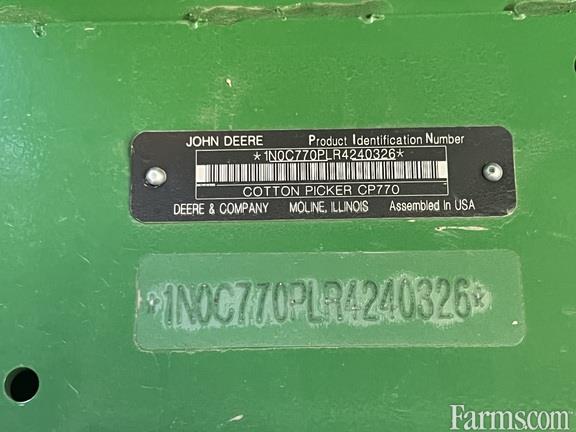 JOHN DEERE Product Identification Number
*1N0C770PLR4240326*
COTTON PICKER CP770
DEERE & COMPANY MOLINE, ILLINOIS Assembled in USA
*1N0C770PLR4240326*
Farms.com